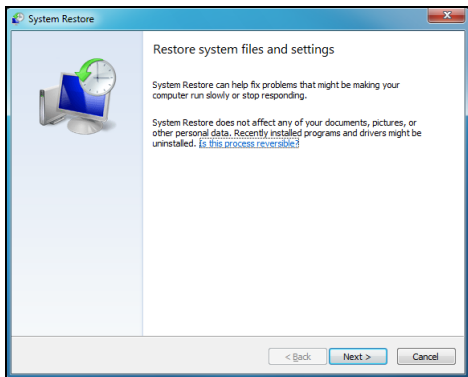 System Restore
Restore system files and settings
System Restore can help fix problems that might be making your
computer run slowly or stop responding.
System Restore does not affect any of your documents, pictures, or
other personal data. Recently installed programs and drivers might be
uninstalled. Is this process reversible?
< Back
Next >
Cancel